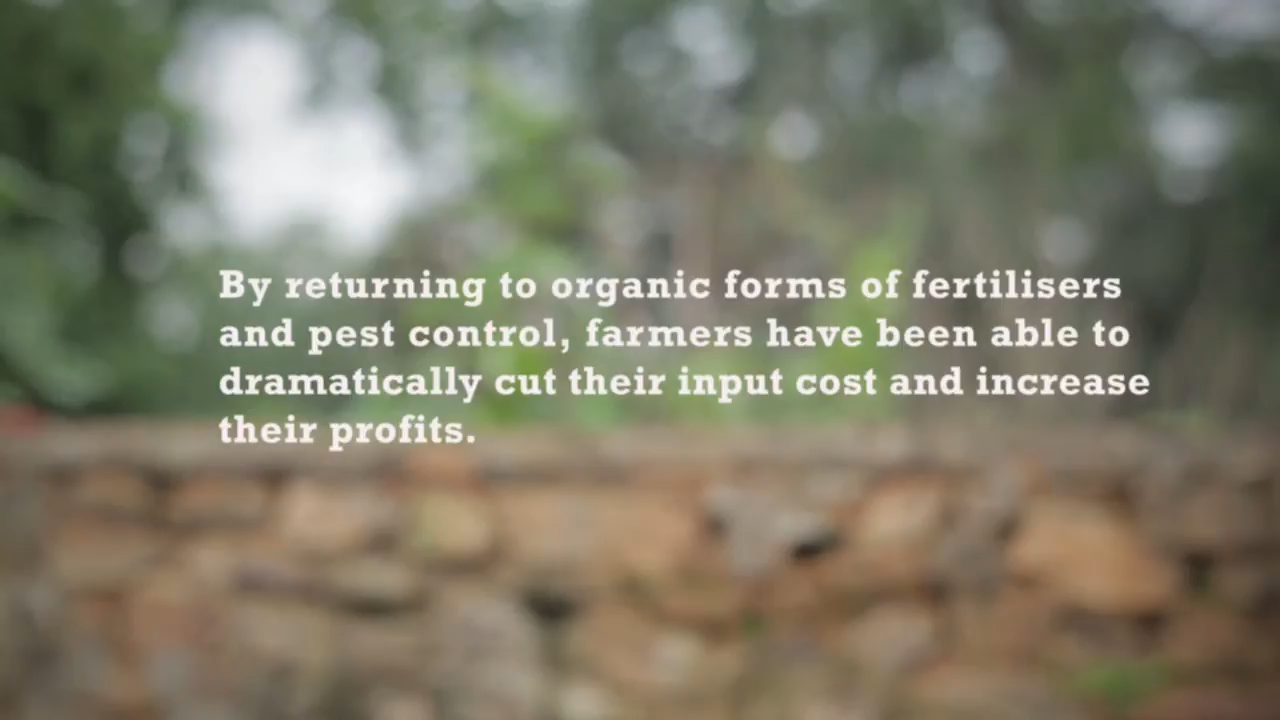 By returning to organic forms of fertilisers
and pest control, farmers have been able to
dramatically cut their input cost and increase
their profits.